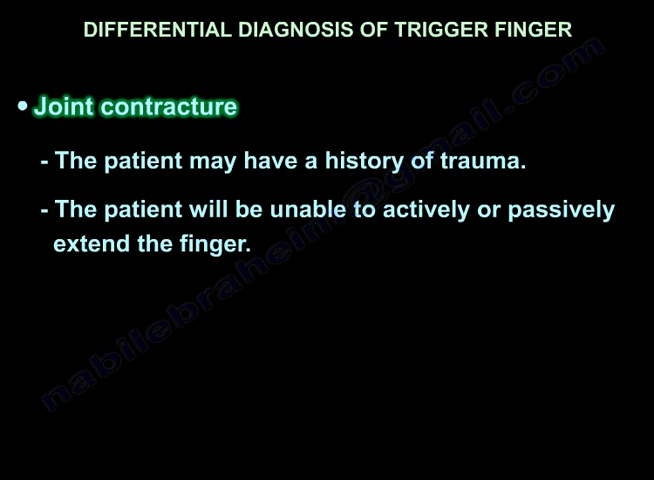 DIFFERENTIAL DIAGNOSIS OF TRIGGER FINGER
• Joint contracture
- The patient may have a history of trauma.
- The patient will be unable to actively or passively
extend the finger.
nabilebraheim@gmail.com